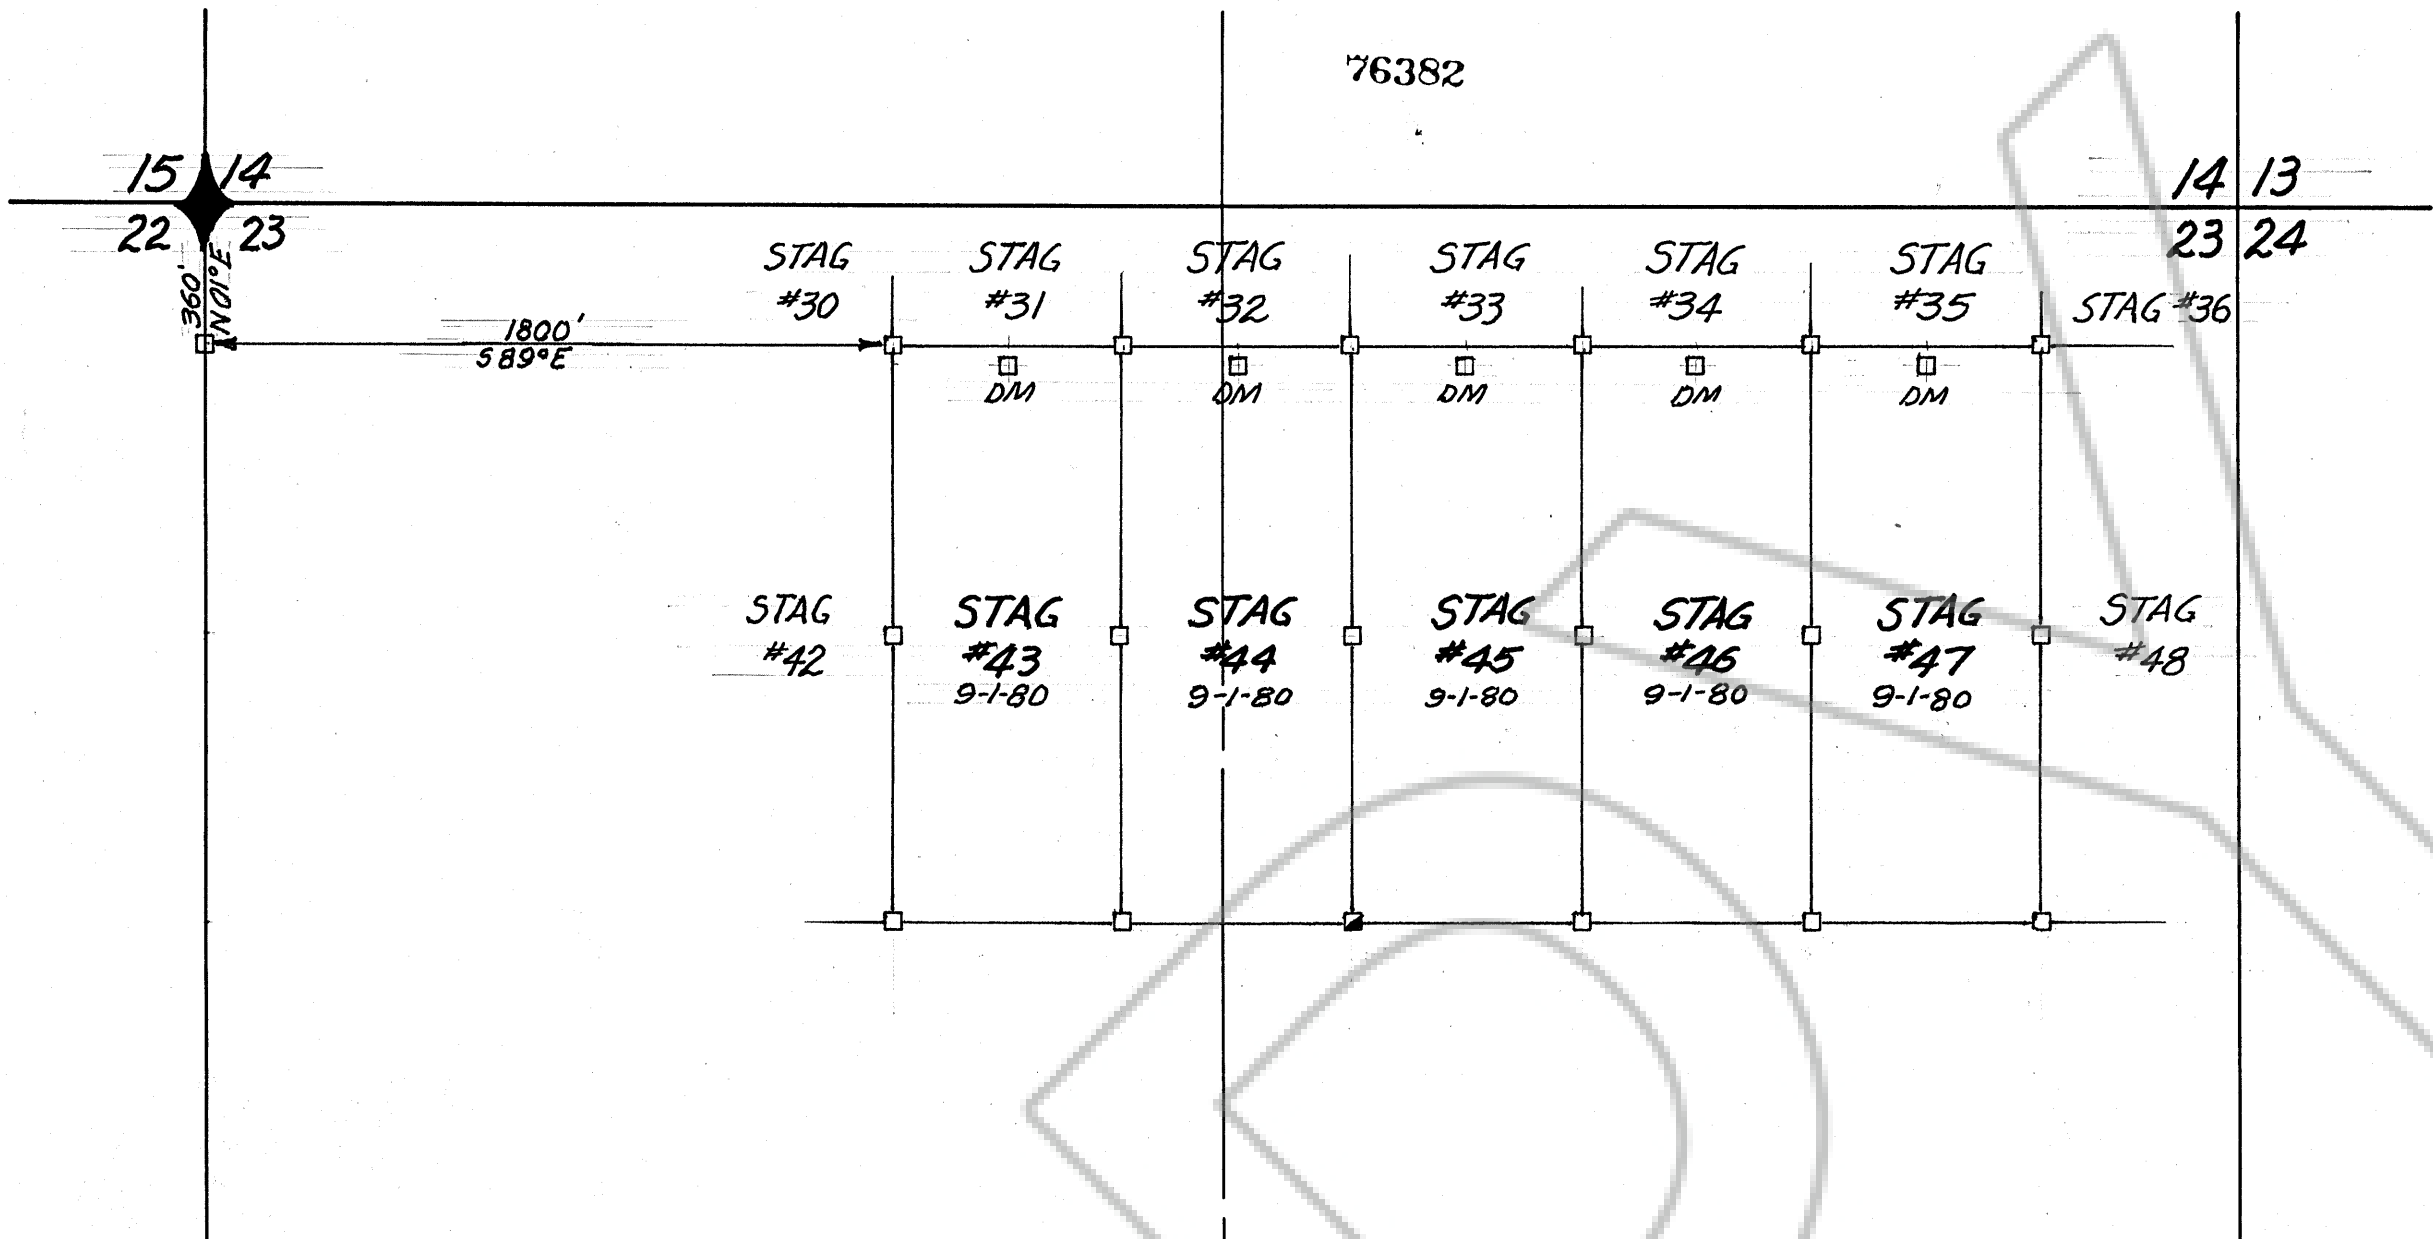 76382
15 14
14 13
22 23
23 24
360'
N01°E
STAG
#30
STAG
#31
STAG
#32
STAG
#33
STAG
#34
STAG
#35
STAG #36
1800'
S89°E
DM
DM
DM
DM
DM
STAG
#42
STAG
#43
9-1-80
STAG
#44
9-1-80
STAG
#45
9-1-80
STAG
#46
9-1-80
STAG
#47
9-1-80
STAG
#48